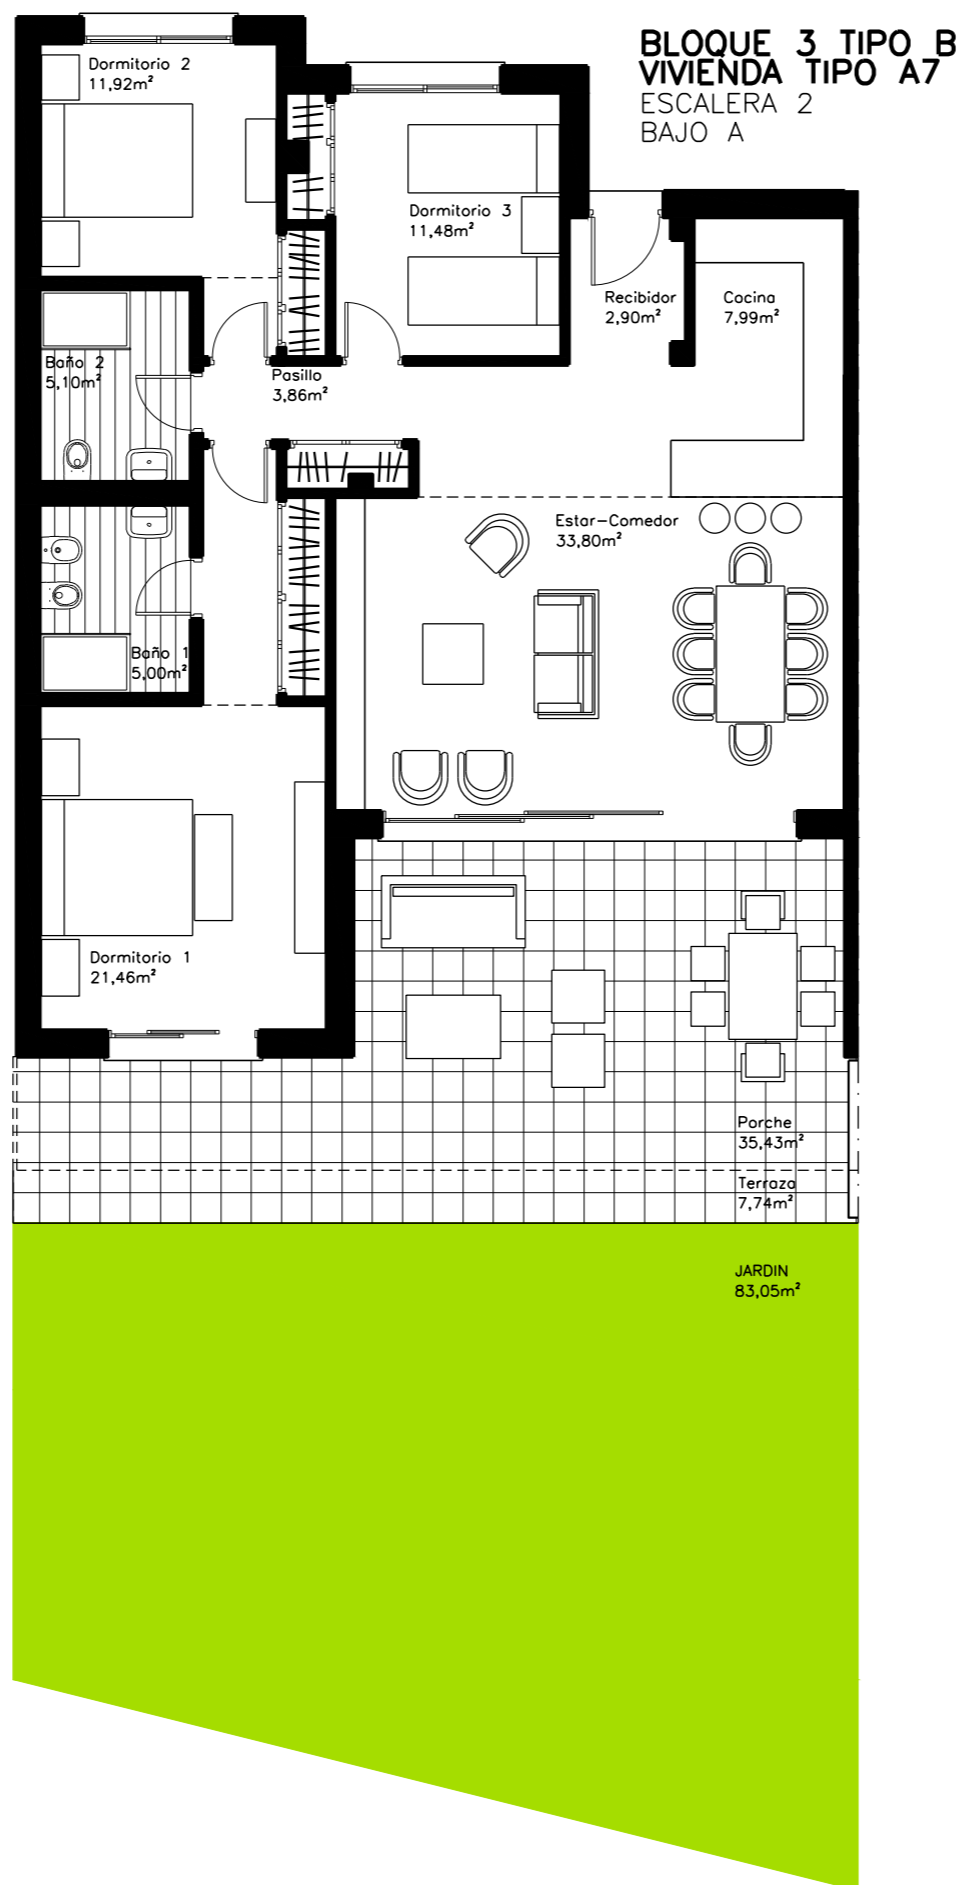 BLOQUE 3 TIPO B
VIVIENDA TIPO A7
ESCALERA 2
BAJO A
Dormitorio 2
11,92m²
Dormitorio 3
11,48m²
Recibidor
2,90m²
Cocina
7,99m²
Baño 2
5,10m²
Pasillo
3,86m²
Estar-Comedor
33,80m²
Baño 1
5,00m²
Dormitorio 1
21,46m²
Porche
35,43m²
Terraza
7,74m²
JARDIN
83,05m²